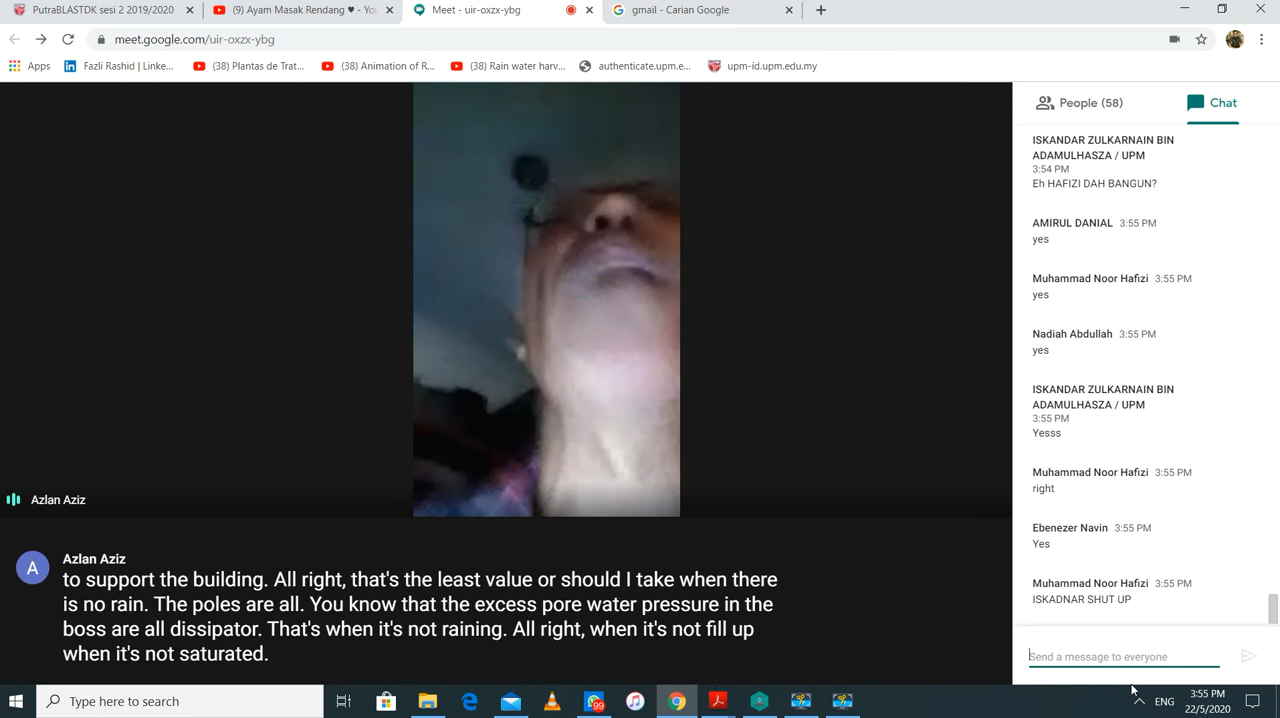 PutraBLASTDK sesi 2 2019/2020
(9) Ayam Masak Rendang ♥ - You
Meet - uir-oxzx-ybg
gmail - Carian Google
meet.google.com/uir-oxzx-ybg
Apps
Fazli Rashid | Linke...
(38) Plantas de Trat...
(38) Animation of R...
(38) Rain water harv...
authenticate.upm.e...
upm-id.upm.edu.my
People (58)
Chat
ISKANDAR ZULKARNAIN BIN
ADAMULHASZA / UPM
3:54 PM
Eh HAFIZI DAH BANGUN?
AMIRUL DANIAL 3:55 PM
yes
Muhammad Noor Hafizi 3:55 PM
yes
Nadiah Abdullah 3:55 PM
yes
ISKANDAR ZULKARNAIN BIN
ADAMULHASZA / UPM
3:55 PM
Yesss
Muhammad Noor Hafizi 3:55 PM
right
Ebenezer Navin 3:55 PM
Yes
Muhammad Noor Hafizi 3:55 PM
ISKADNAR SHUT UP
Send a message to everyone
Azlan Aziz
A
Azlan Aziz
to support the building. All right, that's the least value or should I take when there
is no rain. The poles are all. You know that the excess pore water pressure in the
boss are all dissipator. That's when it's not raining. All right, when it's not fill up
when it's not saturated.
Type here to search
99
ENG
3:55 PM
22/5/2020